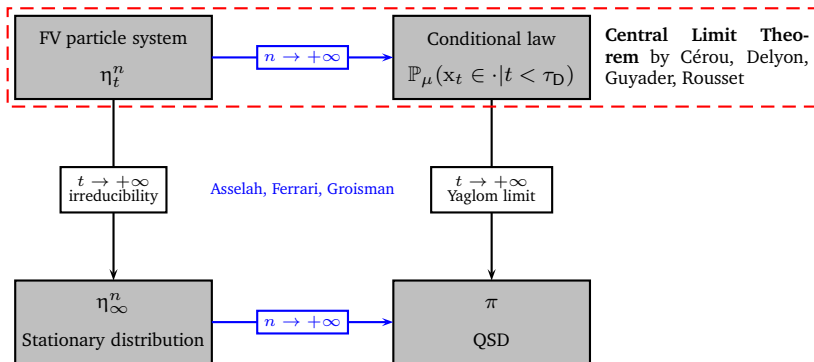 FV particle system
η_t^n
n → +∞
Conditional law
ℙ_μ(x_t ∈ ·|t < τ_D)
Central Limit Theo-
rem by Cérou, Delyon,
Guyader, Rousset
t → +∞
irreducibility
Asselah, Ferrari, Groisman
t → +∞
Yaglom limit
η_∞^n
Stationary distribution
n → +∞
π
QSD